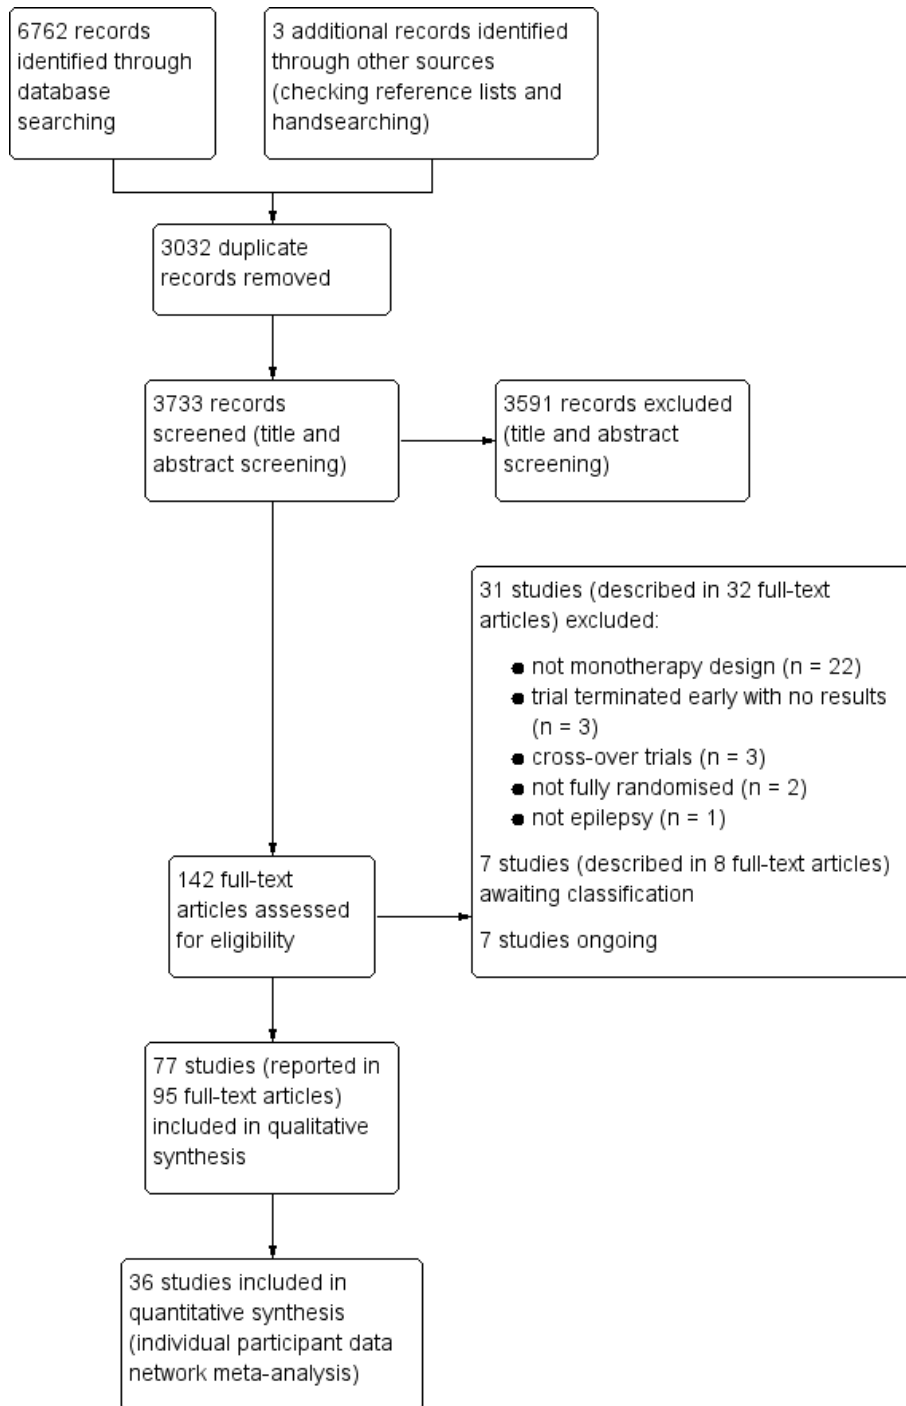 6762 records
identified through
database
searching
3 additional records identified
through other sources
(checking reference lists and
handsearching)
3032 duplicate
records removed
3733 records
screened (title and
abstract screening)
3591 records excluded
(title and abstract
screening)
31 studies (described in 32 full-text
articles) excluded:
● not monotherapy design (n = 22)
● trial terminated early with no results
(n = 3)
● cross-over trials (n = 3)
● not fully randomised (n = 2)
● not epilepsy (n = 1)
7 studies (described in 8 full-text articles)
awaiting classification
7 studies ongoing
142 full-text
articles assessed
for eligibility
77 studies (reported in
95 full-text articles)
included in qualitative
synthesis
36 studies included in
quantitative synthesis
(individual participant data
network meta-analysis)